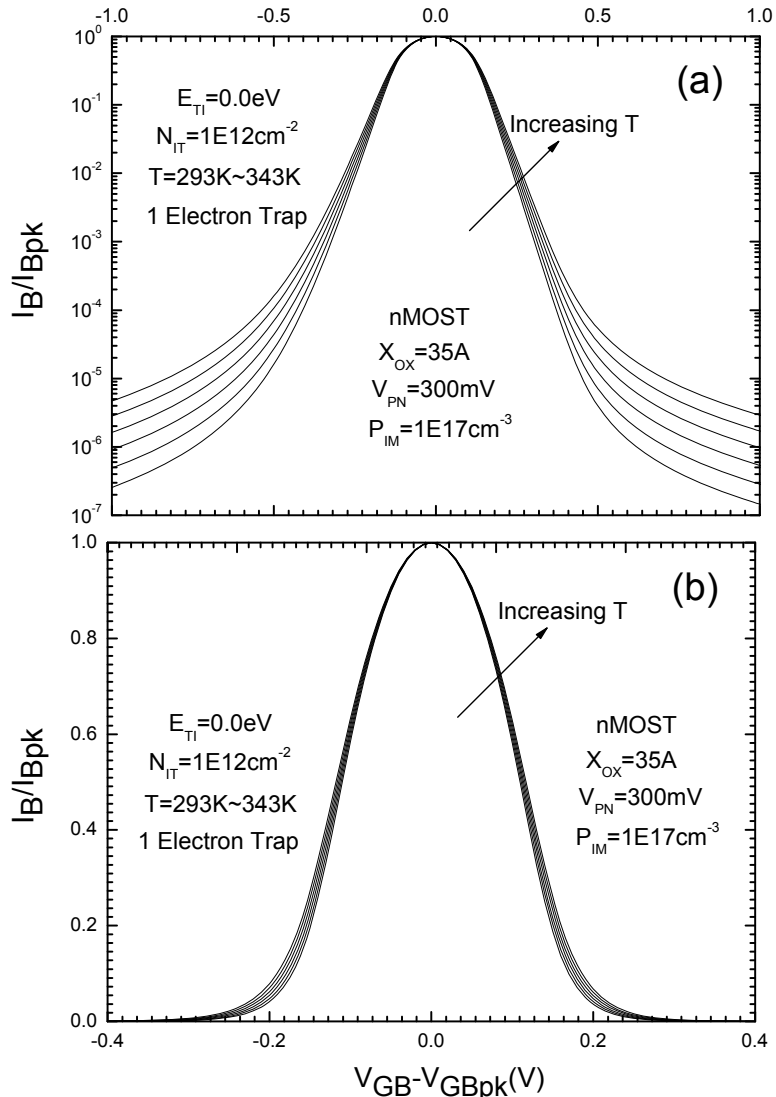 -1.0 -0.5 0.0 0.5 1.0
10⁰
10⁻¹
10⁻²
10⁻³
10⁻⁴
10⁻⁵
10⁻⁶
10⁻⁷
I_B/I_Bpk
(a)
E_TI=0.0eV
N_IT=1E12cm⁻²
T=293K~343K
1 Electron Trap
Increasing T
nMOST
X_OX=35A
V_PN=300mV
P_IM=1E17cm⁻³
1.0
0.8
0.6
0.4
0.2
0.0
I_B/I_Bpk
(b)
Increasing T
E_TI=0.0eV
N_IT=1E12cm⁻²
T=293K~343K
1 Electron Trap
nMOST
X_OX=35A
V_PN=300mV
P_IM=1E17cm⁻³
-0.4 -0.2 0.0 0.2 0.4
V_GB-V_GBpk(V)